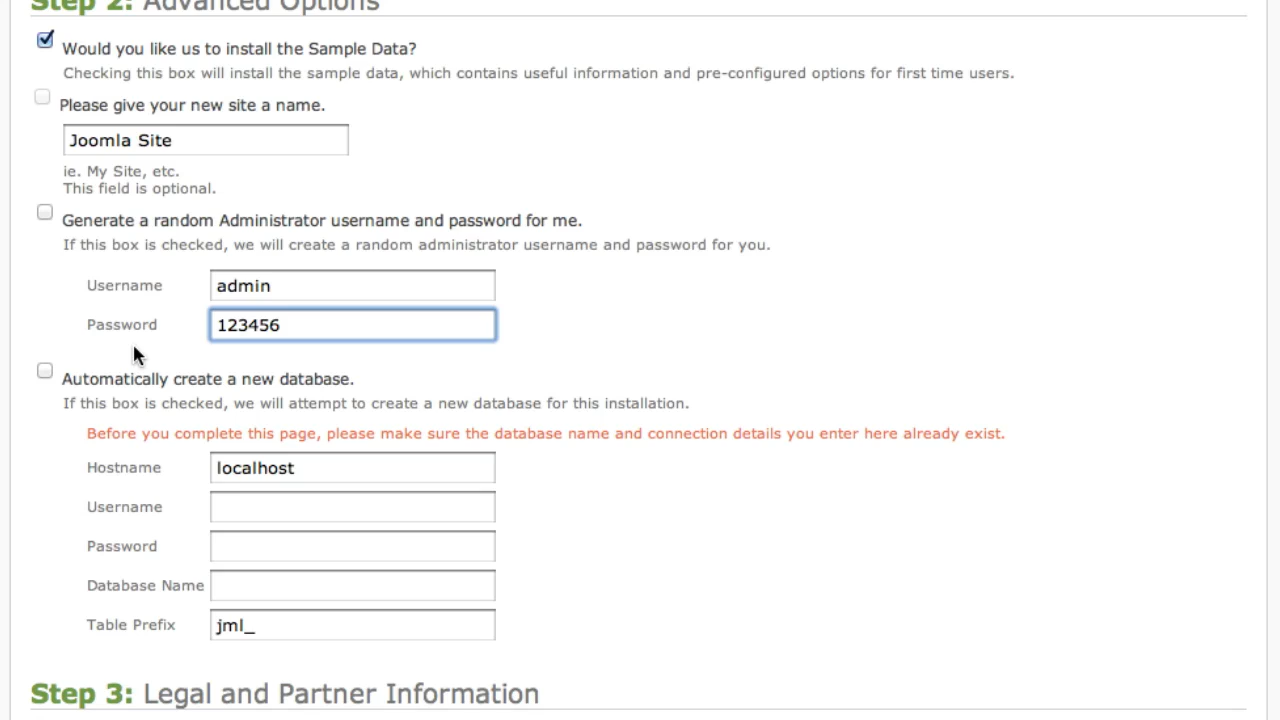 Step 2: Advanced Options
Would you like us to install the Sample Data?
Checking this box will install the sample data, which contains useful information and pre-configured options for first time users.
Please give your new site a name.
Joomla Site
ie. My Site, etc.
This field is optional.
Generate a random Administrator username and password for me.
If this box is checked, we will create a random administrator username and password for you.
Username admin
Password 123456
Automatically create a new database.
If this box is checked, we will attempt to create a new database for this installation.
Before you complete this page, please make sure the database name and connection details you enter here already exist.
Hostname localhost
Username
Password
Database Name
Table Prefix jml_
Step 3: Legal and Partner Information